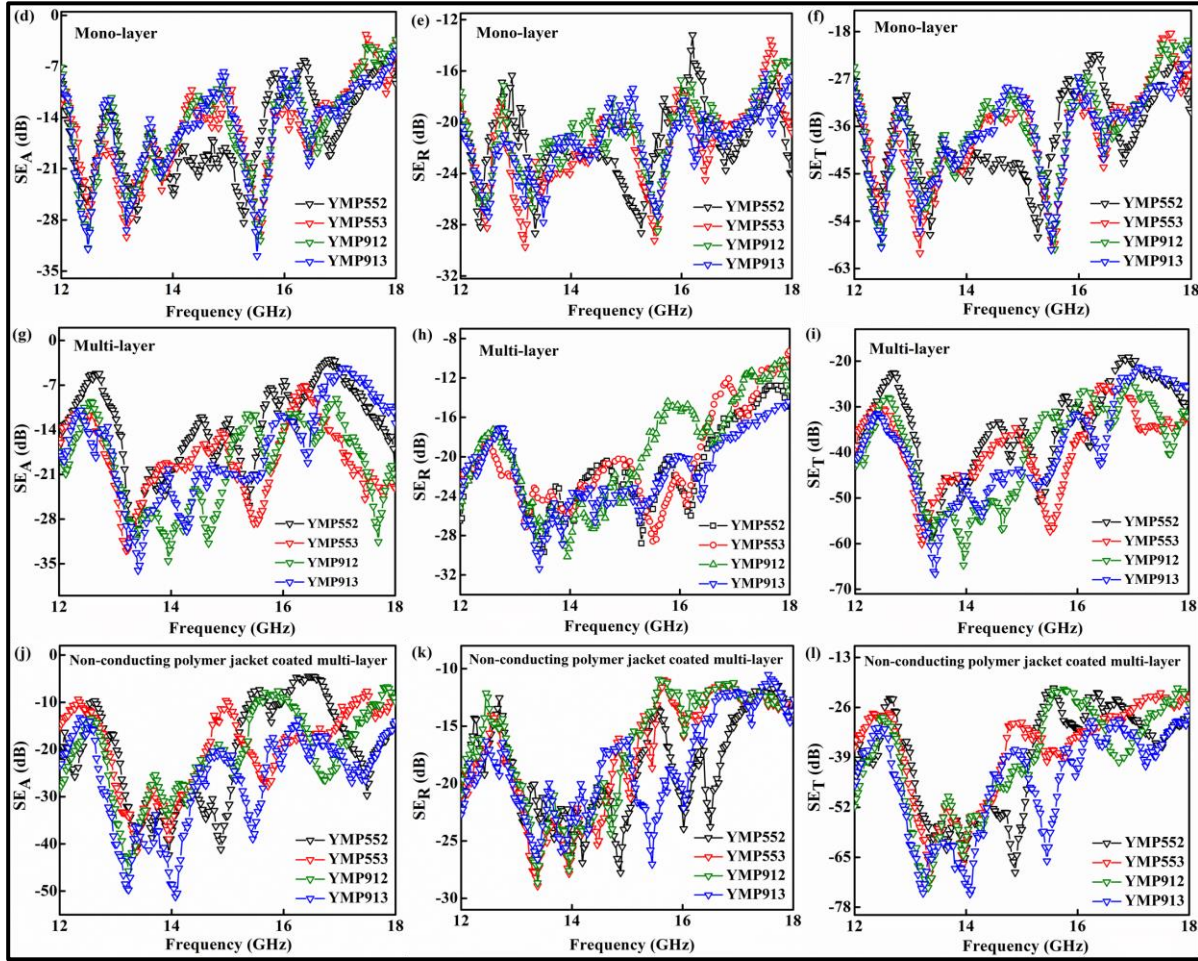 (d)
Mono-layer
0
-7
-14
-21
-28
-35
SE_A (dB)
YMP552
YMP553
YMP912
YMP913
12 14 16 18
Frequency (GHz)
(e)
Mono-layer
-12
-16
-20
-24
-28
-32
SE_R (dB)
YMP552
YMP553
YMP912
YMP913
12 14 16 18
Frequency (GHz)
(f)
Mono-layer
-18
-27
-36
-45
-54
-63
SE_T (dB)
YMP552
YMP553
YMP912
YMP913
12 14 16 18
Frequency (GHz)
(g)
Multi-layer
0
-7
-14
-21
-28
-35
SE_A (dB)
YMP552
YMP553
YMP912
YMP913
12 14 16 18
Frequency (GHz)
(h)
Multi-layer
-8
-12
-16
-20
-24
-28
-32
SE_R (dB)
YMP552
YMP553
YMP912
YMP913
12 14 16 18
Frequency (GHz)
(i)
Multi-layer
-20
-30
-40
-50
-60
-70
SE_T (dB)
YMP552
YMP553
YMP912
YMP913
12 14 16 18
Frequency (GHz)
(j)
Non-conducting polymer jacket coated multi-layer
0
-10
-20
-30
-40
-50
SE_A (dB)
YMP552
YMP553
YMP912
YMP913
12 14 16 18
Frequency (GHz)
(k)
Non-conducting polymer jacket coated multi-layer
-10
-15
-20
-25
-30
SE_R (dB)
YMP552
YMP553
YMP912
YMP913
12 14 16 18
Frequency (GHz)
(l)
Non-conducting polymer jacket coated multi-layer
-13
-26
-39
-52
-65
-78
SE_T (dB)
YMP552
YMP553
YMP912
YMP913
12 14 16 18
Frequency (GHz)